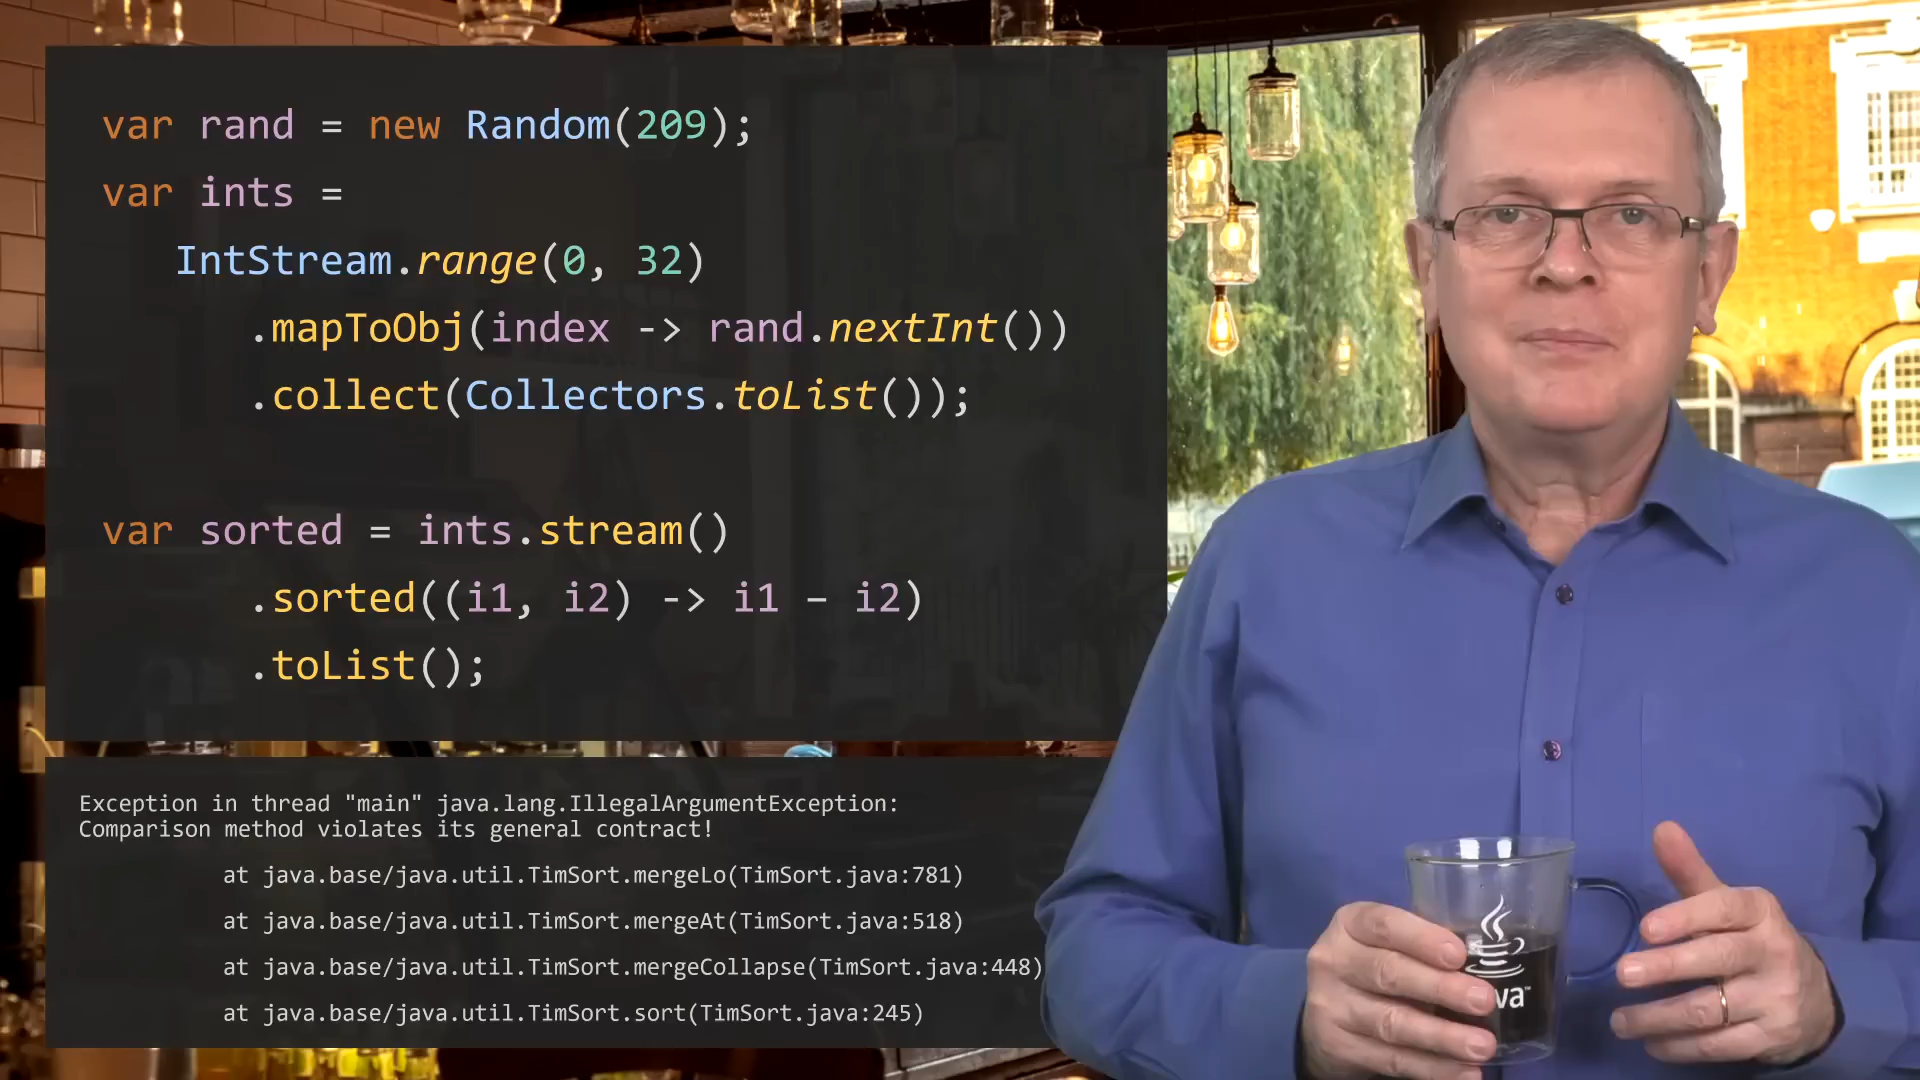 var rand = new Random(209);
var ints =
IntStream.range(0, 32)
.mapToObj(index -> rand.nextInt())
.collect(Collectors.toList());
var sorted = ints.stream()
.sorted((i1, i2) -> i1 – i2)
.toList();
Exception in thread "main" java.lang.IllegalArgumentException:
Comparison method violates its general contract!
at java.base/java.util.TimSort.mergeLo(TimSort.java:781)
at java.base/java.util.TimSort.mergeAt(TimSort.java:518)
at java.base/java.util.TimSort.mergeCollapse(TimSort.java:448)
at java.base/java.util.TimSort.sort(TimSort.java:245)